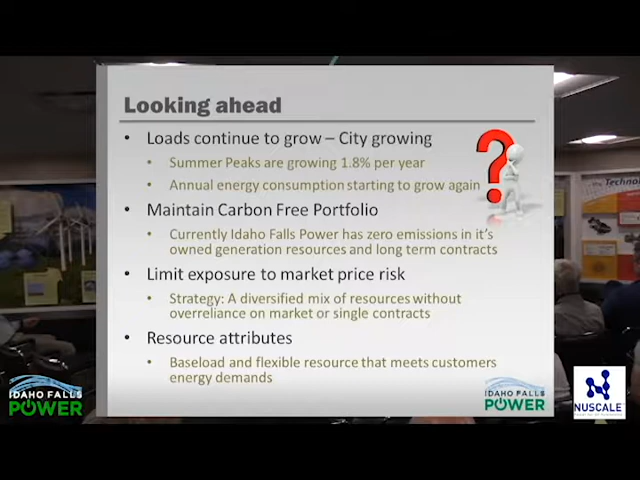 Looking ahead
• Loads continue to grow – City growing
• Summer Peaks are growing 1.8% per year
• Annual energy consumption starting to grow again
• Maintain Carbon Free Portfolio
• Currently Idaho Falls Power has zero emissions in it's
owned generation resources and long term contracts
• Limit exposure to market price risk
• Strategy: A diversified mix of resources without
overreliance on market or single contracts
• Resource attributes
• Baseload and flexible resource that meets customers
energy demands
IDAHO FALLS
POWER
IDAHO FALLS
POWER
NUSCALE
the Techno